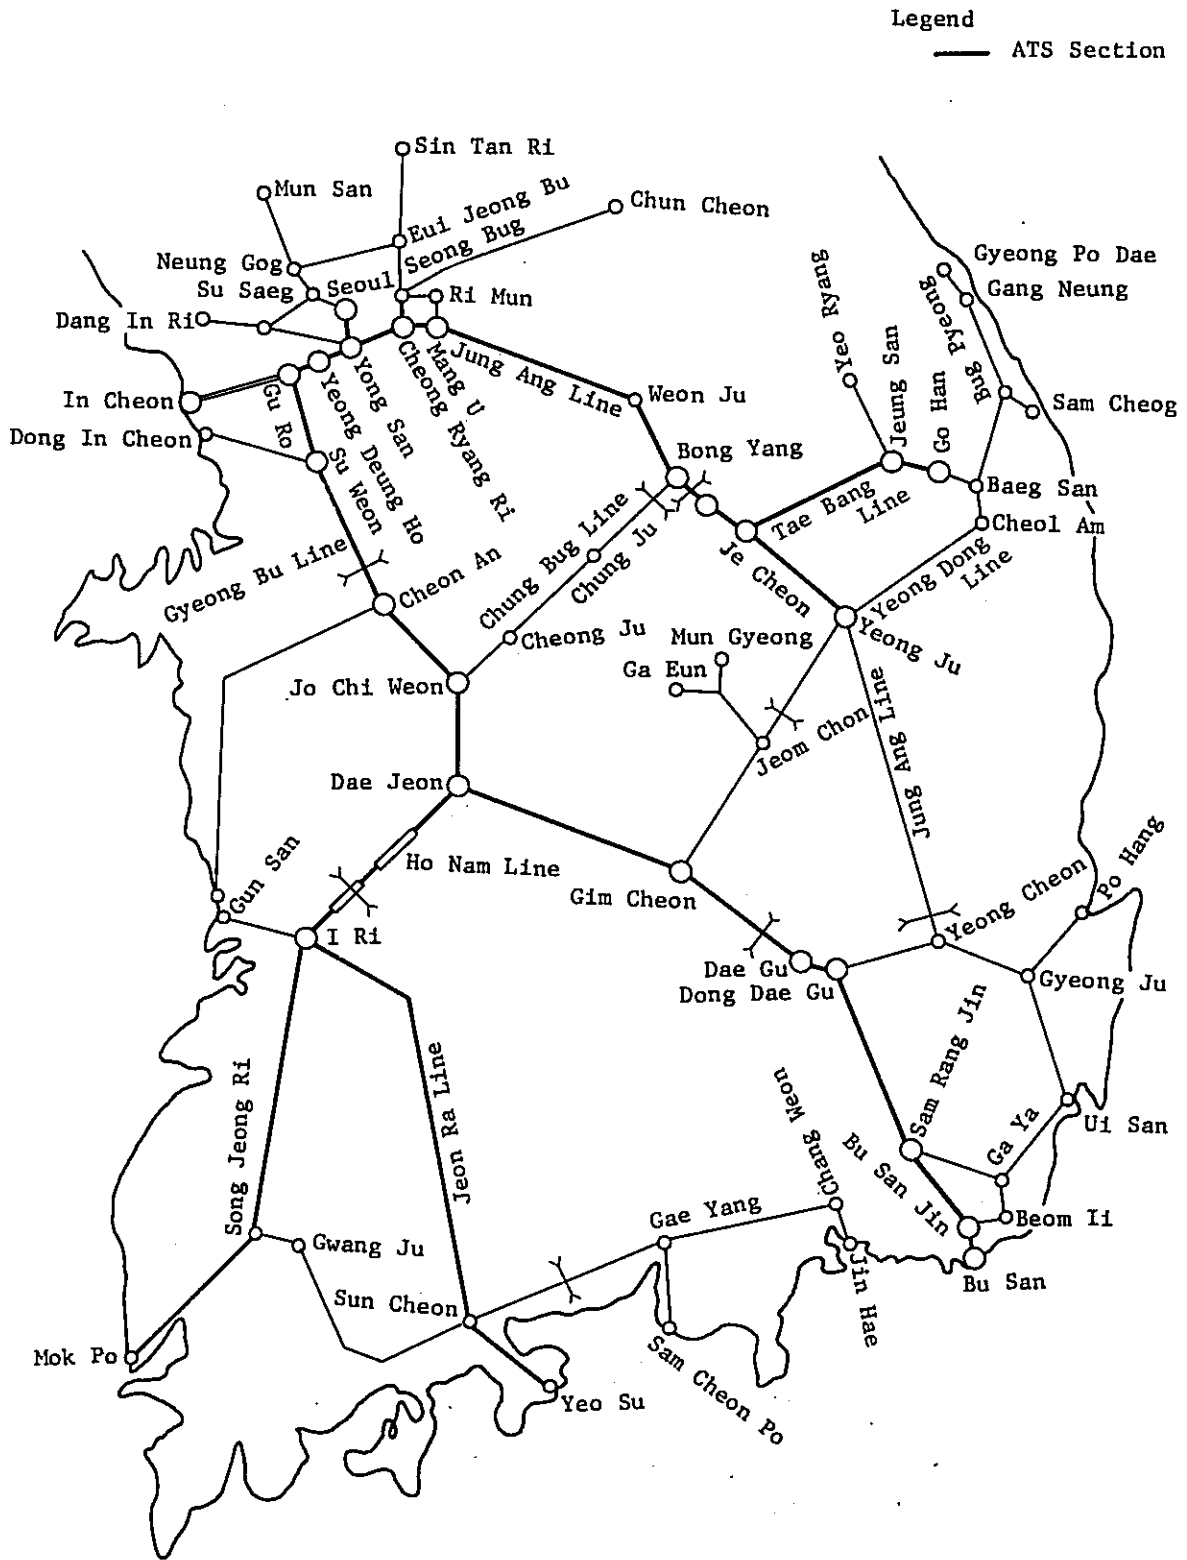 Legend
ATS Section
Sin Tan Ri
Mun San
Eui Jeong Bu
Chun Cheon
Neung Gog
Seong Bug
Su Saeg
Seoul
Ri Mun
Dang In Ri
Gyeong Po Dae
Gang Neung
Yeo Ryang
Bug Pyeong
Jeung San
Go Han
In Cheon
Dong In Cheon
Gu Ro
Su Weon
Yeong Deung Ho
Yong San
Cheong Ryang Ri
Mang U
Jung Ang Line
Weon Ju
Sam Cheog
Bong Yang
Tae Bang
Line
Baeg San
Cheol Am
Je Cheon
Yeong Dong
Line
Gyeong Bu Line
Cheon An
Chung Bug Line
Chung Ju
Cheong Ju
Mun Gyeong
Ga Eun
Yeong Ju
Jo Chi Weon
Jeom Chon
Jung Ang Line
Dae Jeon
Ho Nam Line
Gim Cheon
Gun San
I Ri
Po Hang
Yeong Cheon
Dae Gu
Dong Dae Gu
Gyeong Ju
Sam Rang Jin
Song Jeong Ri
Jeon Ra Line
Chang Weon
Bu San Jin
Ga Ya
Ui San
Gae Yang
Beom Ii
Gwang Ju
Sun Cheon
Jin Hae
Bu San
Mok Po
Yeo Su
Sam Cheon Po